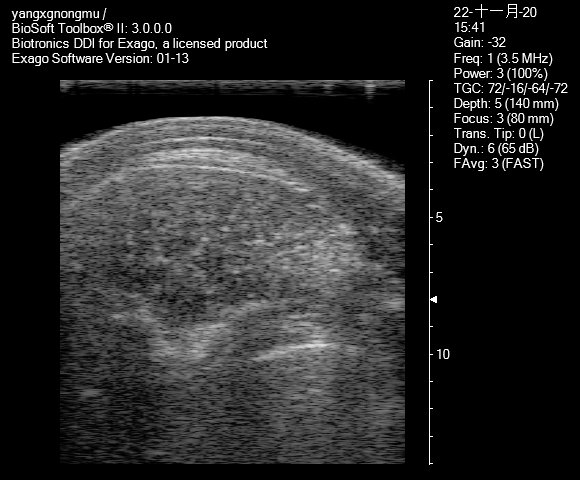 yangxgnongmu /
BioSoft Toolbox® II: 3.0.0.0
Biotronics DDI for Exago, a licensed product
Exago Software Version: 01-13
22-十一月-20
15:41
Gain: -32
Freq: 1 (3.5 MHz)
Power: 3 (100%)
TGC: 72/-16/-64/-72
Depth: 5 (140 mm)
Focus: 3 (80 mm)
Trans. Tip: 0 (L)
Dyn.: 6 (65 dB)
FAvg: 3 (FAST)
5
10